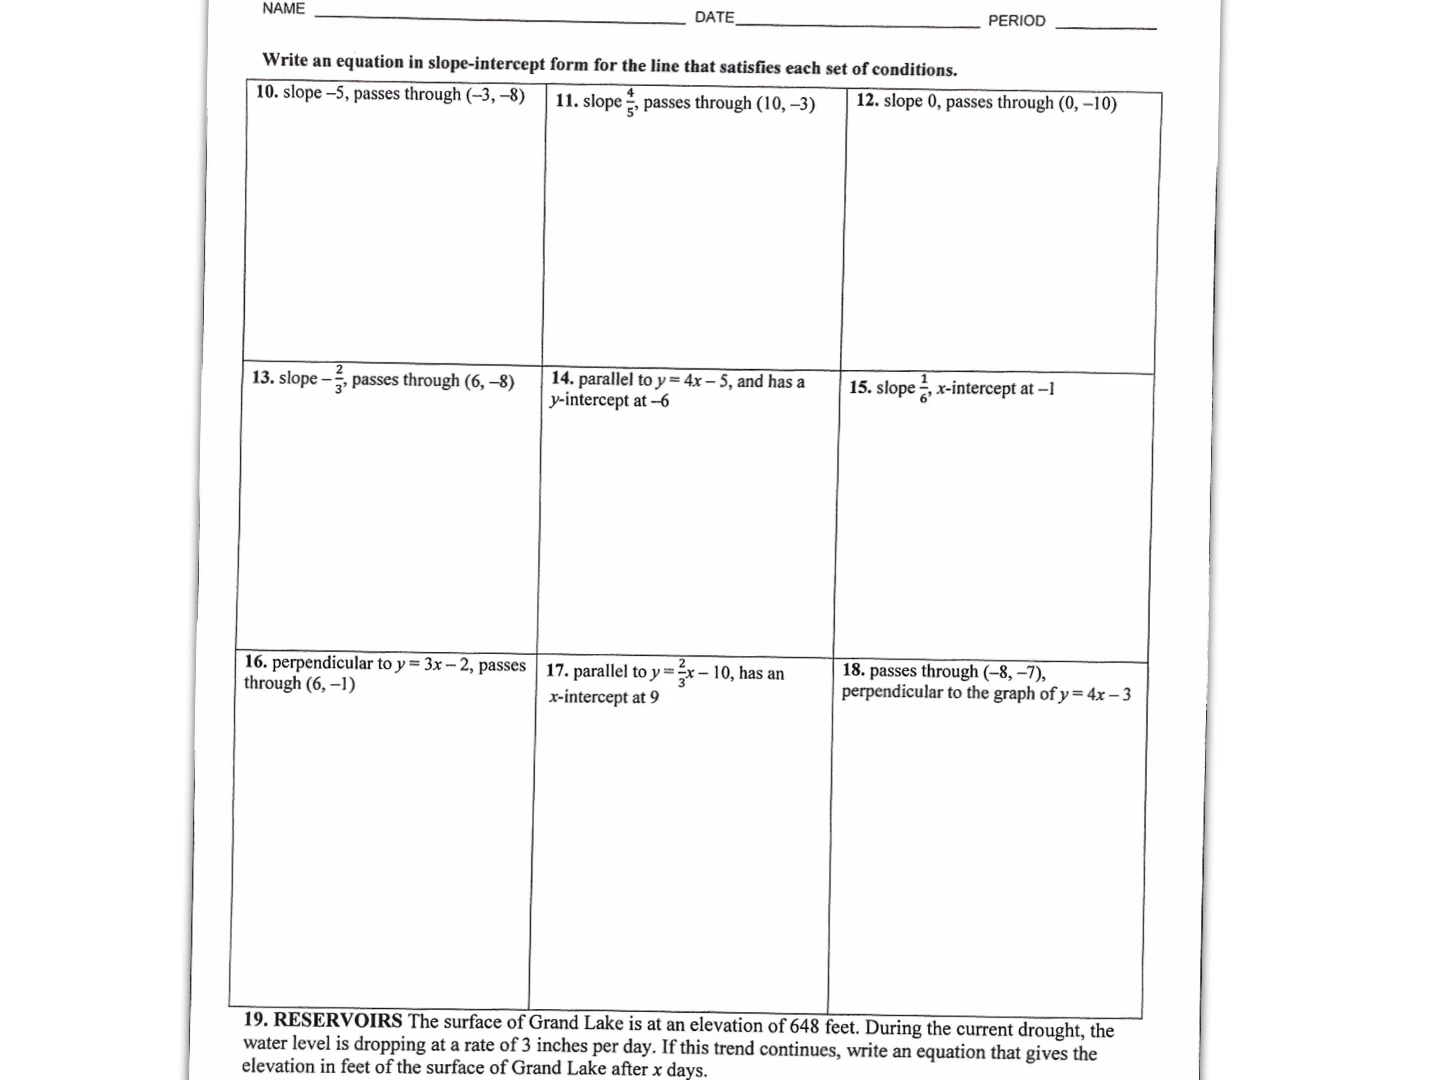 NAME ____ DATE ____ PERIOD ____
Write an equation in slope-intercept form for the line that satisfies each set of conditions.
10. slope –5, passes through (–3, –8)
11. slope 4/5, passes through (10, –3)
12. slope 0, passes through (0, –10)
13. slope – 2/3, passes through (6, –8)
14. parallel to y = 4x – 5, and has a
y-intercept at –6
15. slope 1/6, x-intercept at –1
16. perpendicular to y = 3x – 2, passes
through (6, –1)
17. parallel to y = 2/3x – 10, has an
x-intercept at 9
18. passes through (–8, –7),
perpendicular to the graph of y = 4x – 3
19. RESERVOIRS The surface of Grand Lake is at an elevation of 648 feet. During the current drought, the
water level is dropping at a rate of 3 inches per day. If this trend continues, write an equation that gives the
elevation in feet of the surface of Grand Lake after x days.